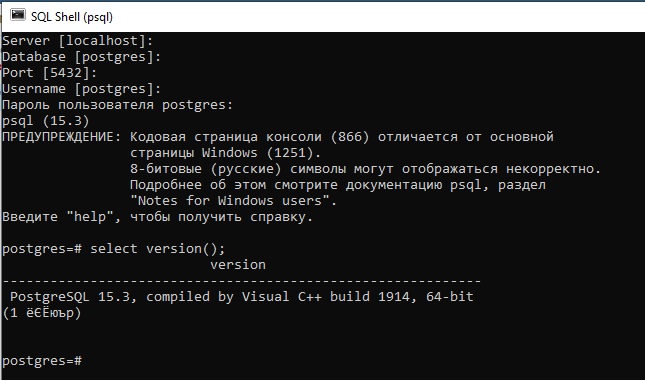 SQL Shell (psql)
Server [localhost]:
Database [postgres]:
Port [5432]:
Username [postgres]:
Пароль пользователя postgres:
psql (15.3)
ПРЕДУПРЕЖДЕНИЕ: Кодовая страница консоли (866) отличается от основной
страницы Windows (1251).
8-битовые (русские) символы могут отображаться некорректно.
Подробнее об этом смотрите документацию psql, раздел
"Notes for Windows users".
Введите "help", чтобы получить справку.
postgres=# select version();
version
------------------------------------------------------------
PostgreSQL 15.3, compiled by Visual C++ build 1914, 64-bit
(1 ёЄЁюър)
postgres=#